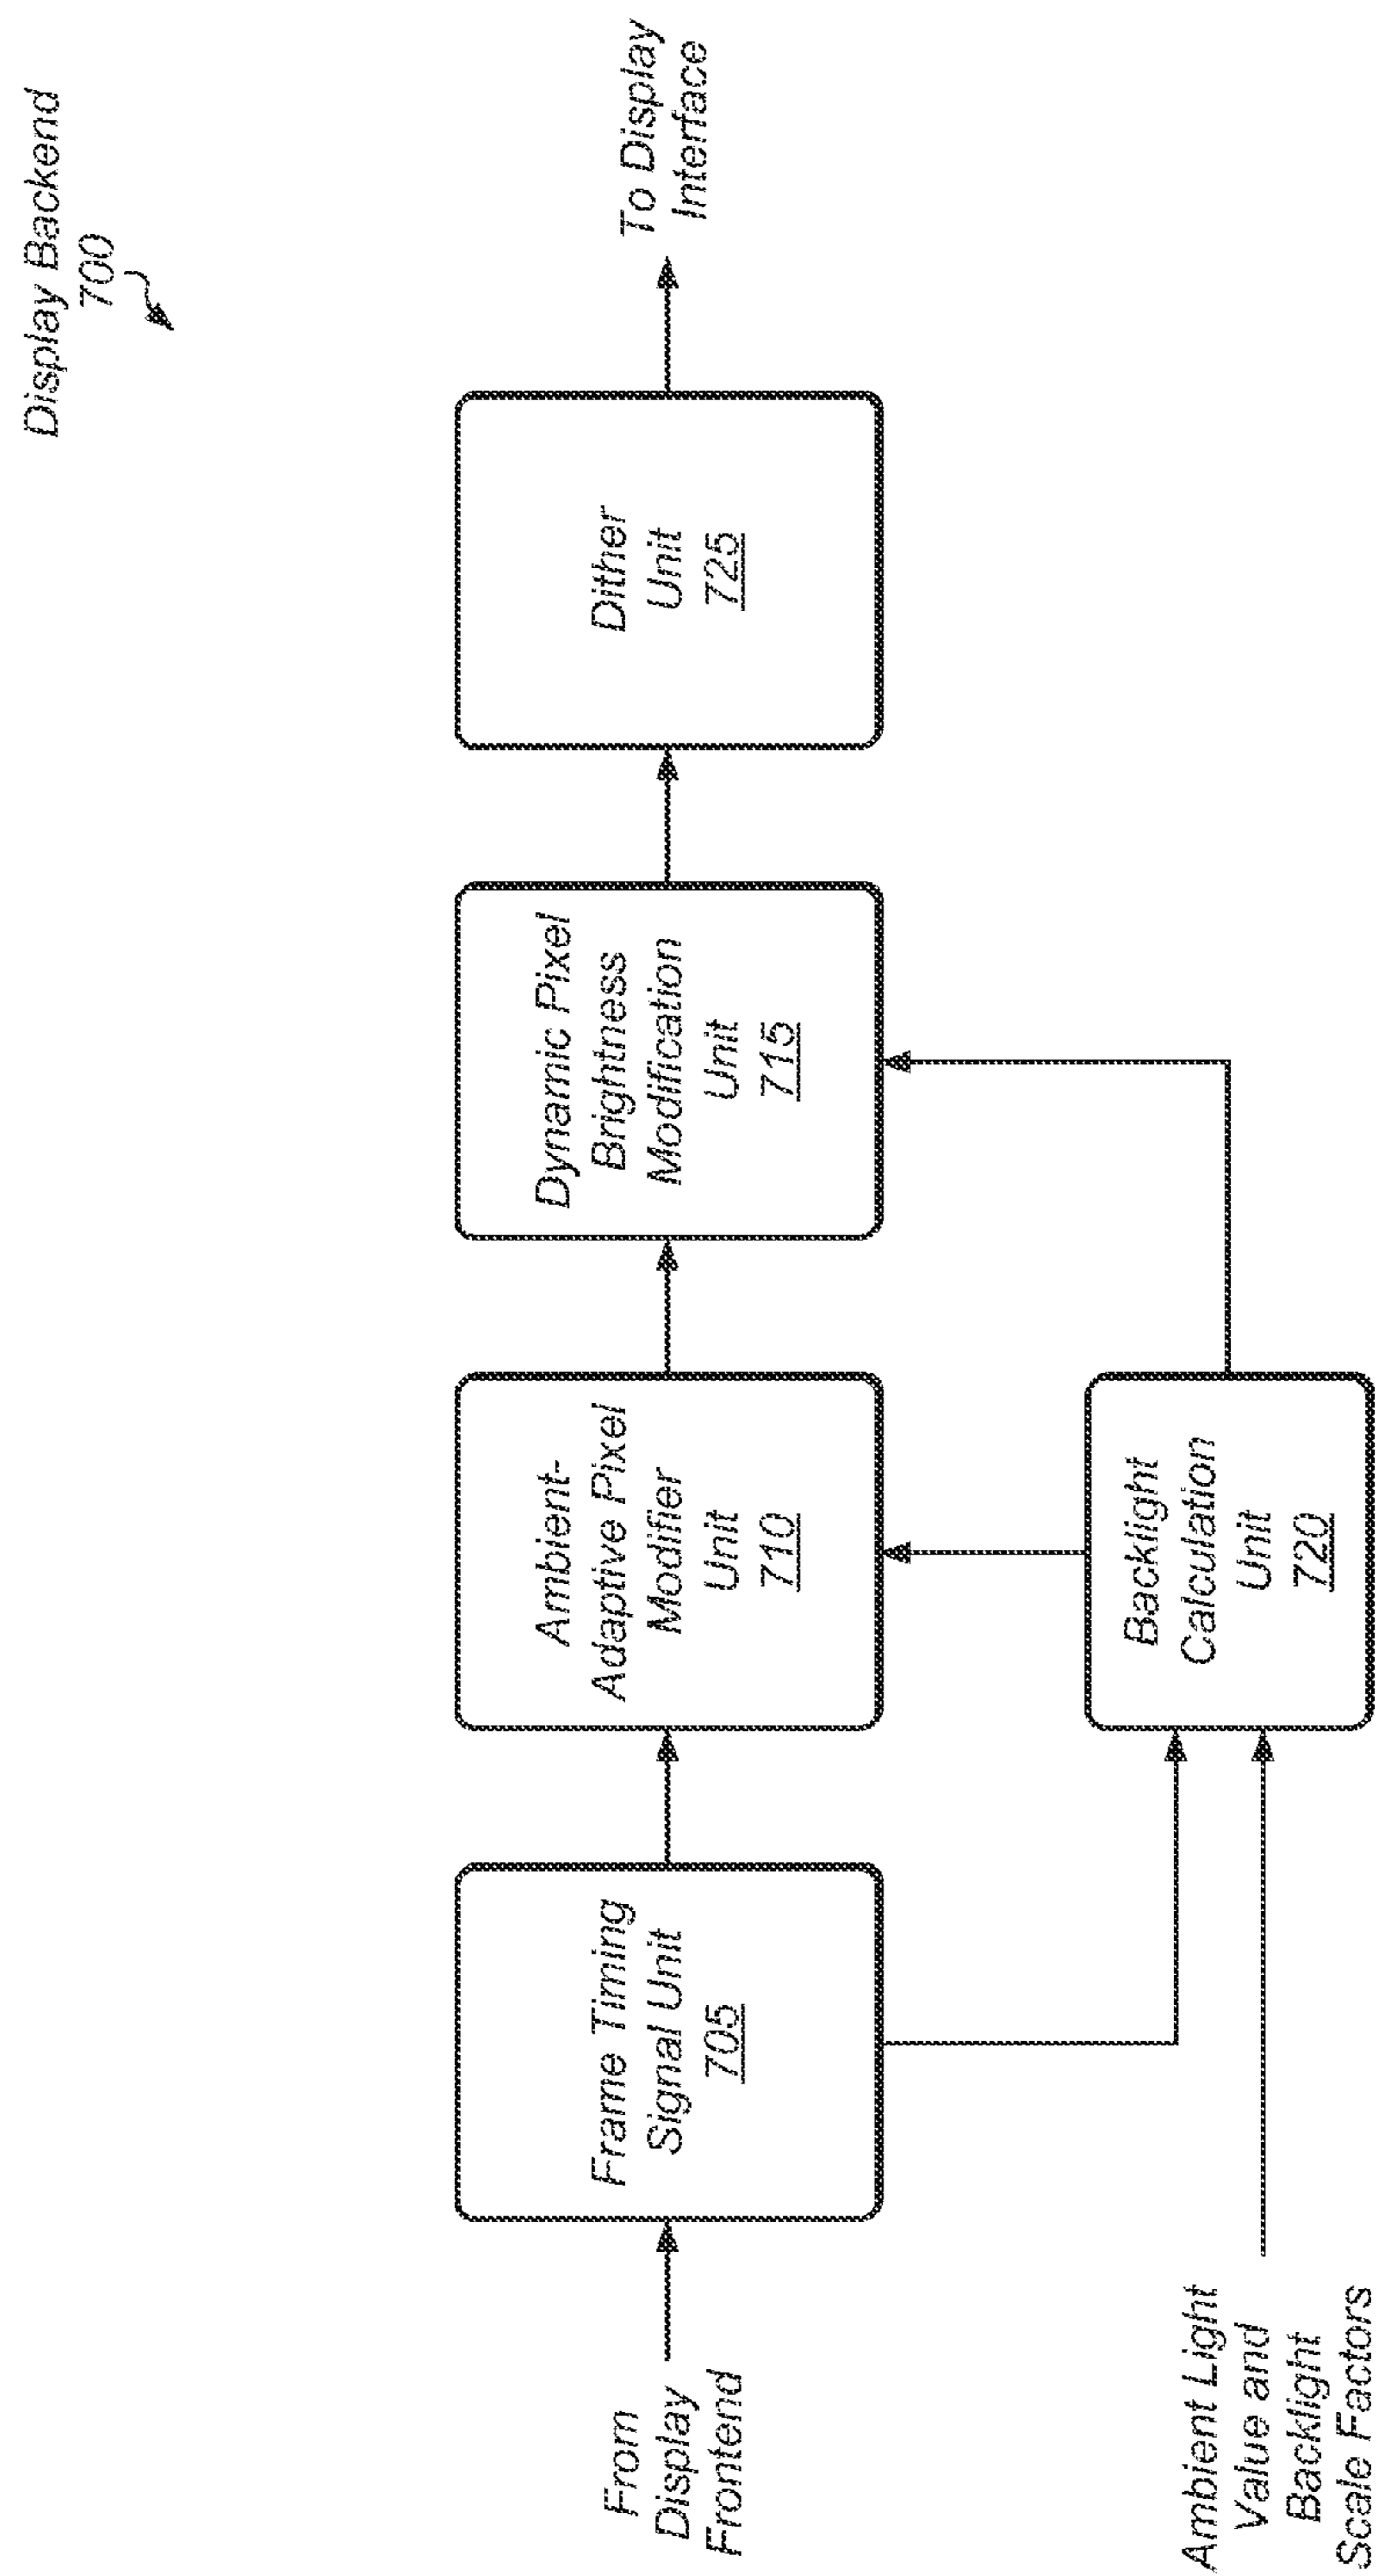 Display Backend
700
From
Display
Frontend
Frame Timing
Signal Unit
705
Ambient-
Adaptive Pixel
Modifier
Unit
710
Dynamic Pixel
Brightness
Modification
Unit
715
Dither
Unit
725
To Display
Interface
Ambient Light
Value and
Backlight
Scale Factors
Backlight
Calculation
Unit
720